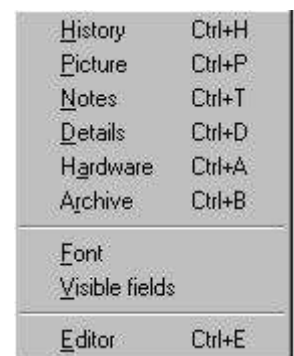 History Ctrl+H
Picture Ctrl+P
Notes Ctrl+T
Details Ctrl+D
Hardware Ctrl+A
Archive Ctrl+B
Font
Visible fields
Editor Ctrl+E